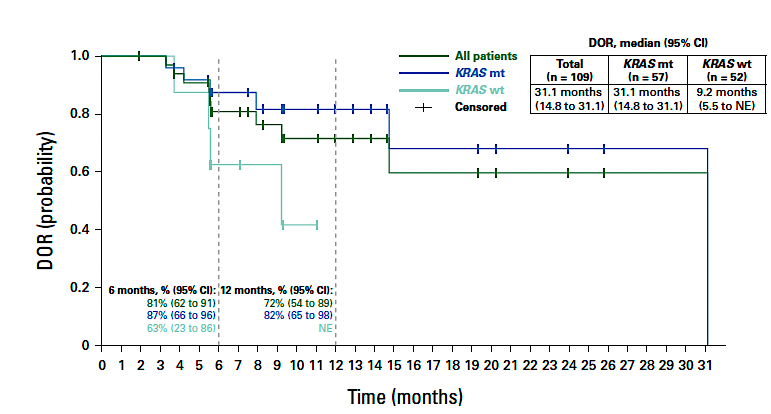 DOR, median (95% CI)
Total KRAS mt KRAS wt
(n = 109) (n = 57) (n = 52)
31.1 months 31.1 months 9.2 months
(14.8 to 31.1) (14.8 to 31.1) (5.5 to NE)
All patients
KRAS mt
KRAS wt
Censored
DOR (probability)
1.0
0.8
0.6
0.4
0.2
0
6 months, % (95% CI): 12 months, % (95% CI):
81% (62 to 91) 72% (54 to 89)
87% (66 to 96) 82% (65 to 98)
63% (23 to 86) NE
0 1 2 3 4 5 6 7 8 9 10 11 12 13 14 15 16 17 18 19 20 21 22 23 24 25 26 27 28 29 30 31
Time (months)